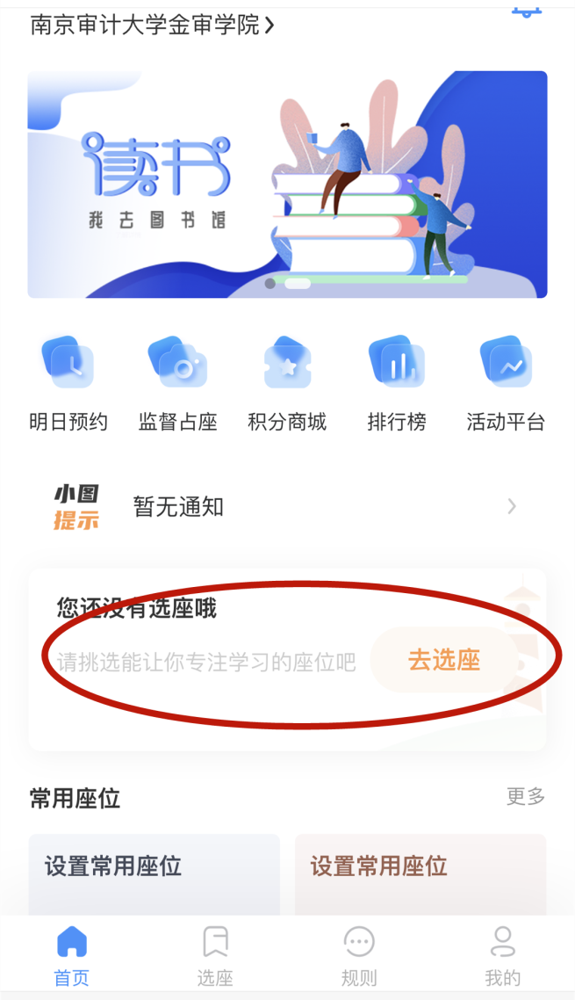 南京审计大学金审学院
读书
我去图书馆
明日预约 监督占座 积分商城 排行榜 活动平台
小图
提示
暂无通知
您还没有选座哦
请挑选能让你专注学习的座位吧
去选座
常用座位 更多
设置常用座位 设置常用座位
首页 选座 规则 我的